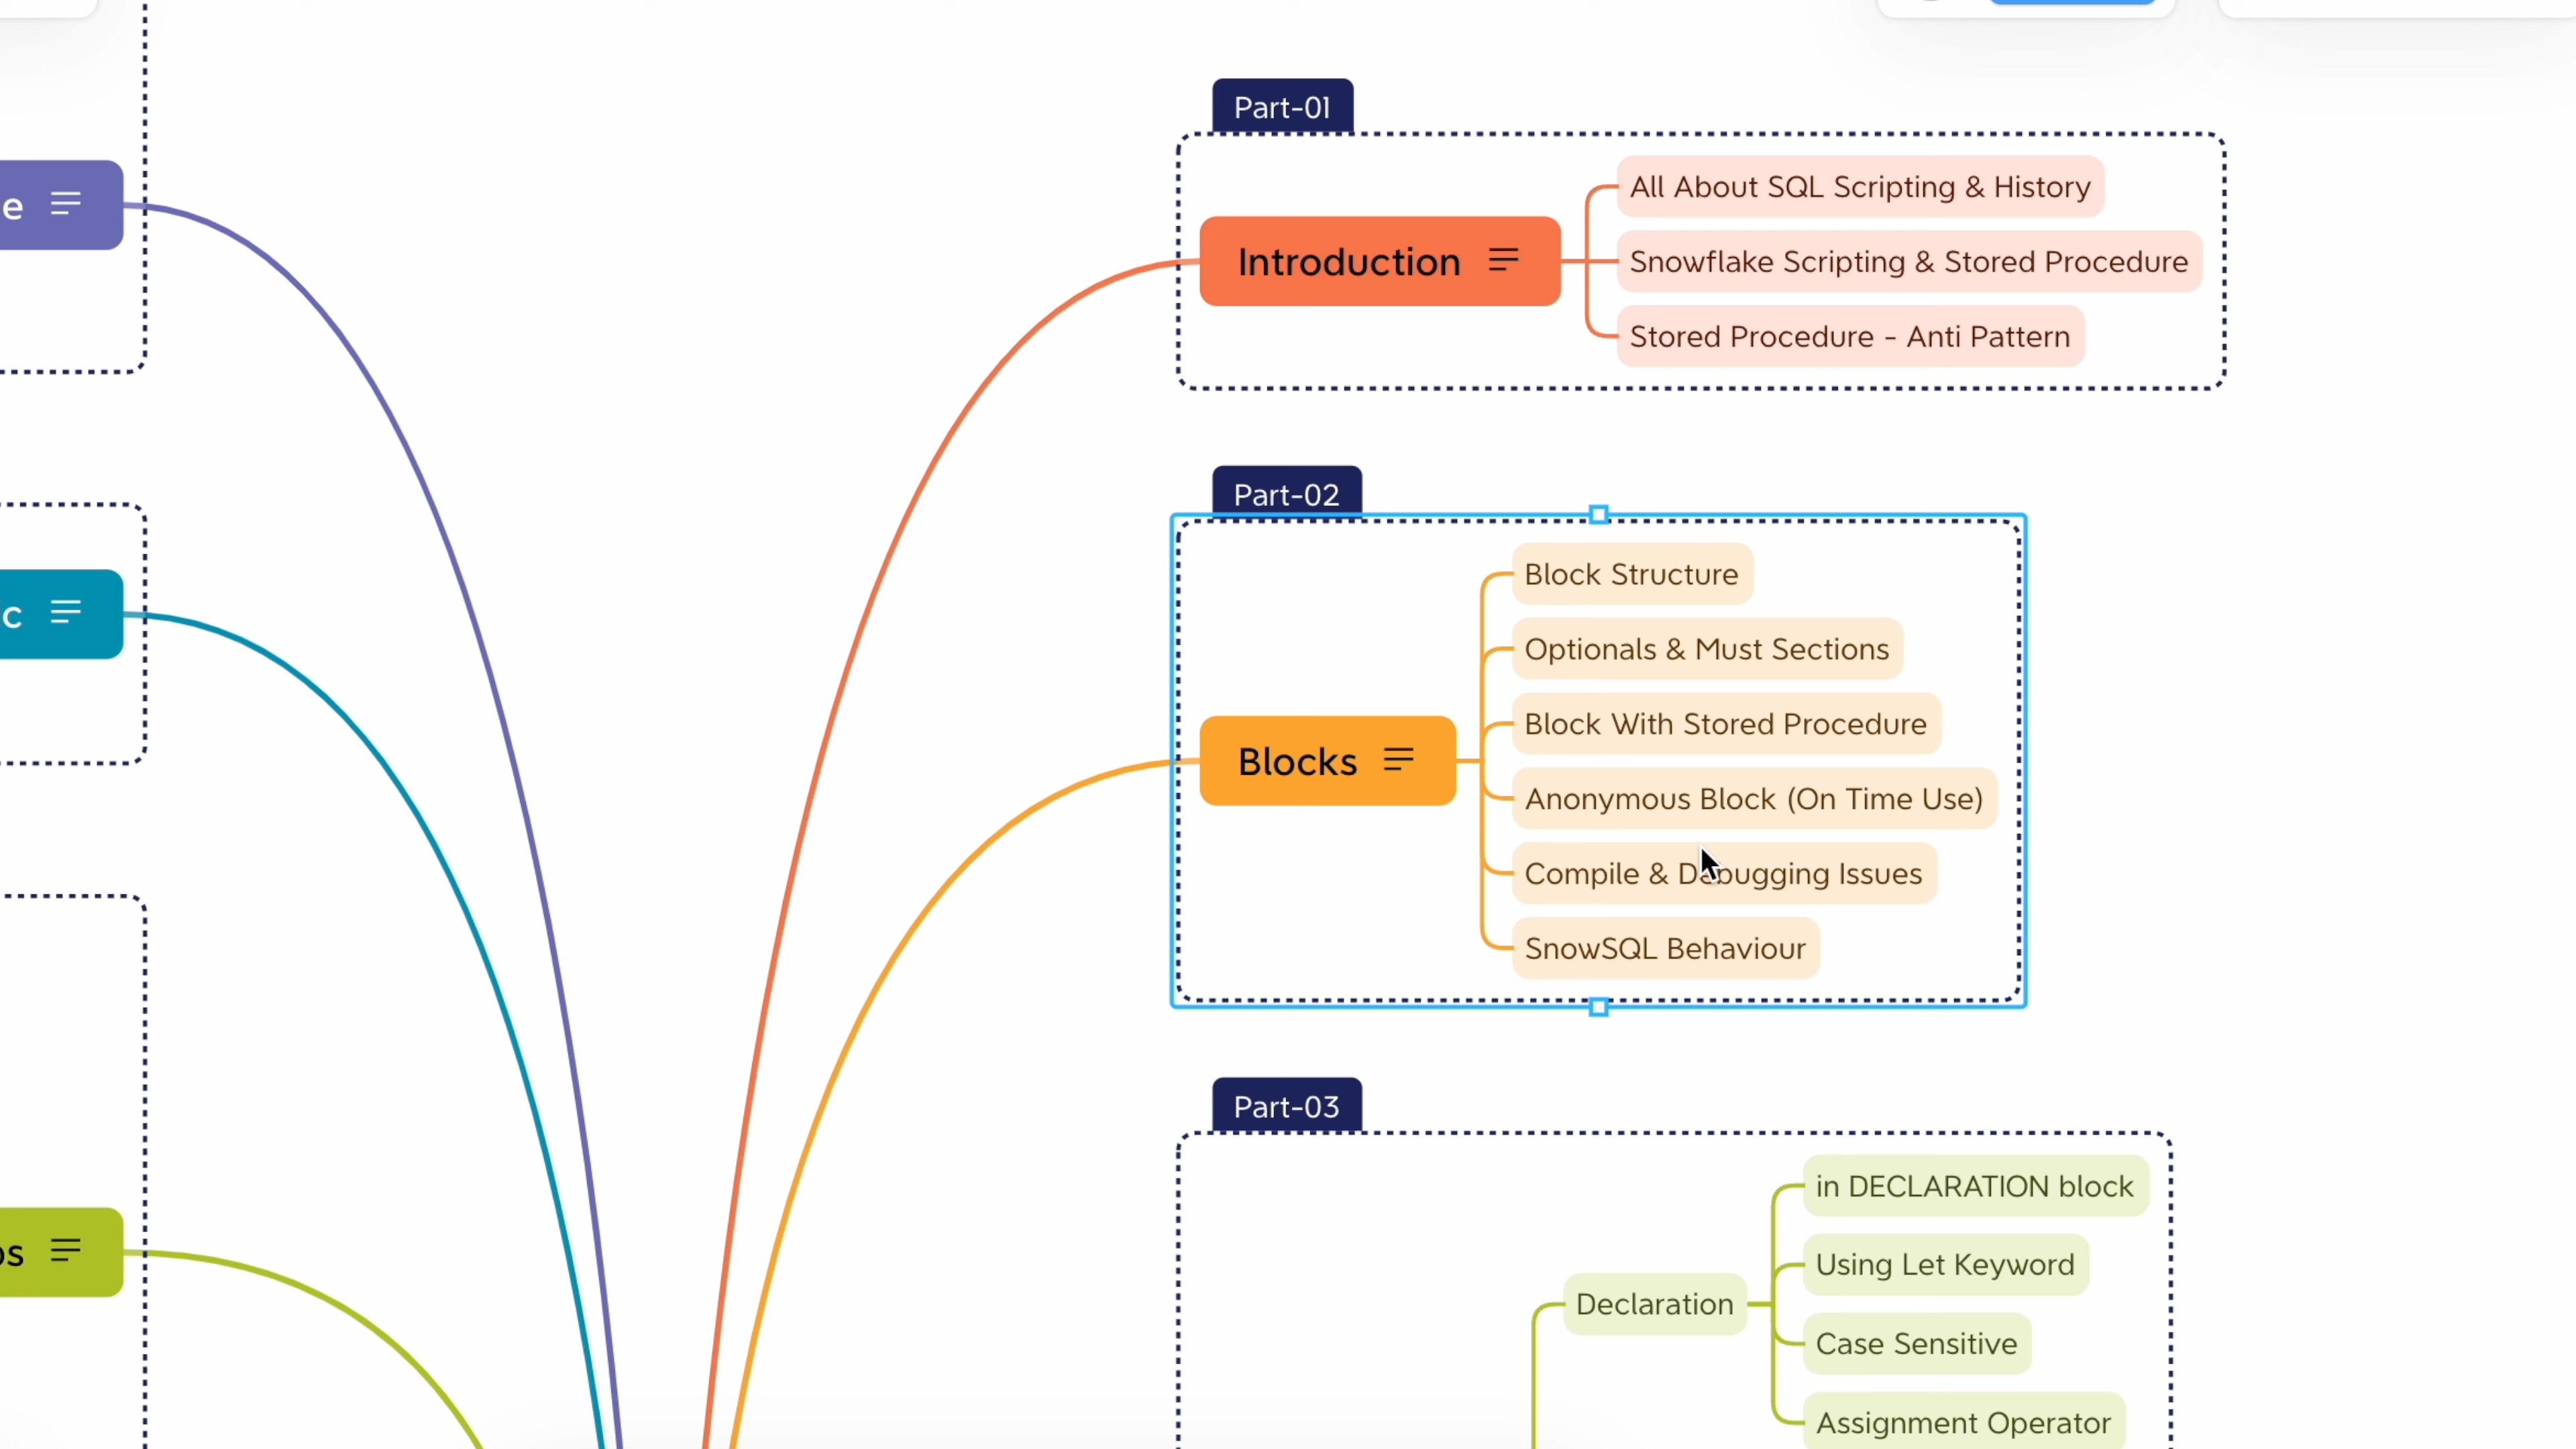 Part-01
Introduction
All About SQL Scripting & History
Snowflake Scripting & Stored Procedure
Stored Procedure - Anti Pattern
Part-02
Blocks
Block Structure
Optionals & Must Sections
Block With Stored Procedure
Anonymous Block (On Time Use)
Compile & Debugging Issues
SnowSQL Behaviour
Part-03
Declaration
in DECLARATION block
Using Let Keyword
Case Sensitive
Assignment Operator